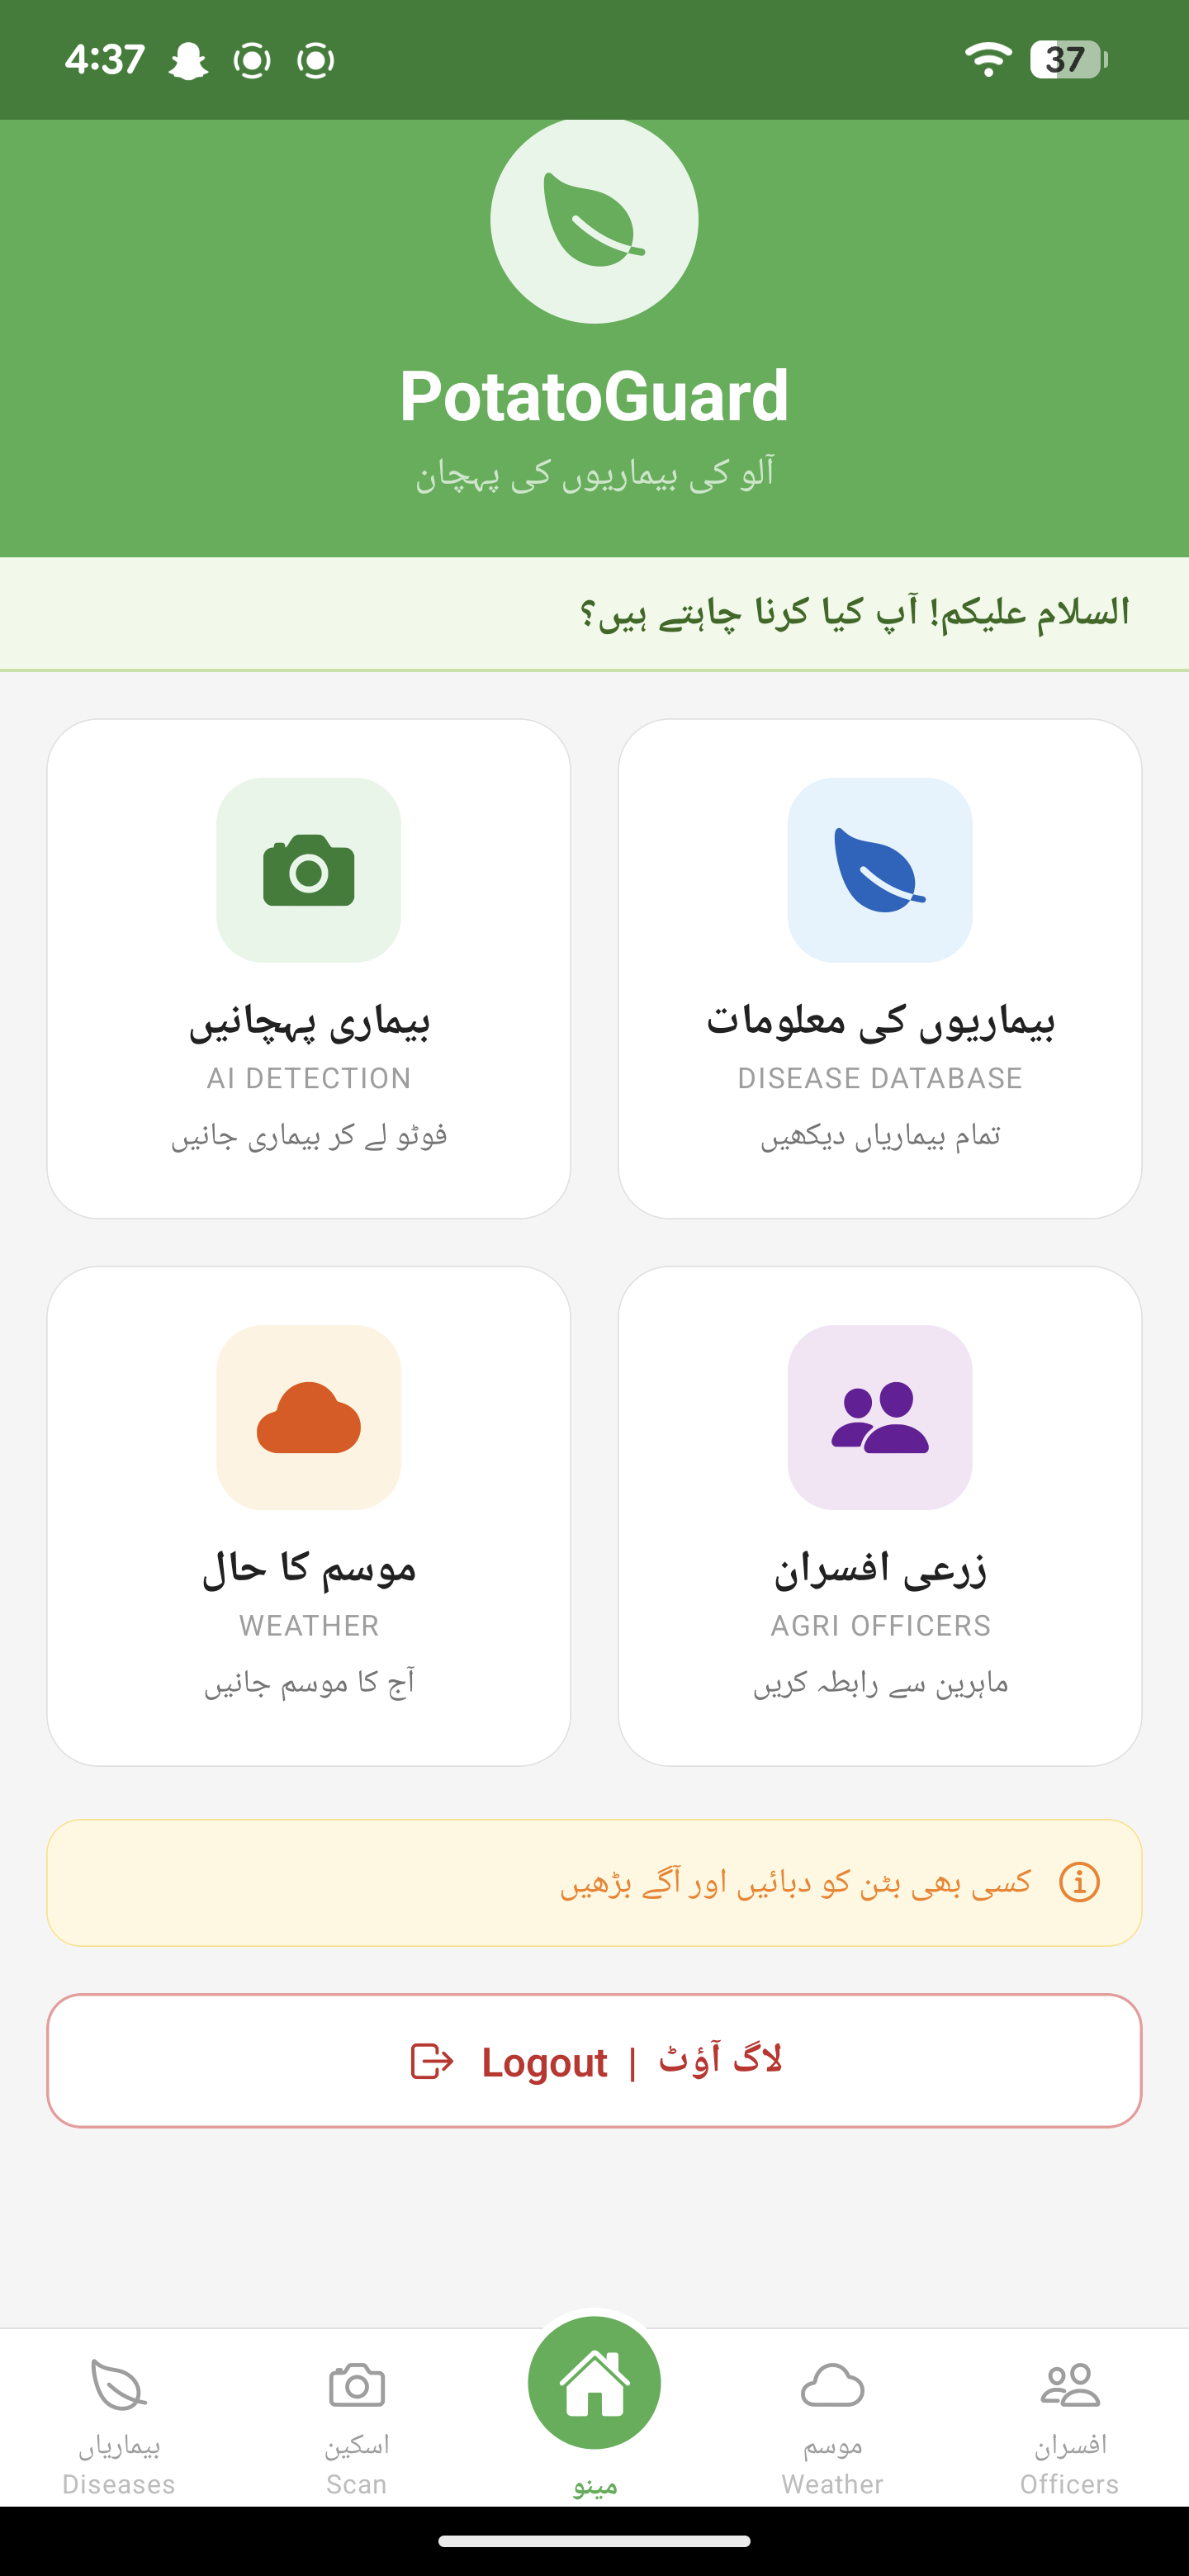 4:37
37
PotatoGuard
آلو کی بیماریوں کی پہچان
السلام علیکم! آپ کیا کرنا چاہتے ہیں؟
بیماری پہچانیں
AI DETECTION
فوٹو لے کر بیماری جانیں
بیماریوں کی معلومات
DISEASE DATABASE
تمام بیماریاں دیکھیں
موسم کا حال
WEATHER
آج کا موسم جانیں
زرعی افسران
AGRI OFFICERS
ماہرین سے رابطہ کریں
کسی بھی بٹن کو دبائیں اور آگے بڑھیں
لاگ آؤٹ | Logout
بیماریاں
Diseases
اسکین
Scan
مینو
موسم
Weather
افسران
Officers